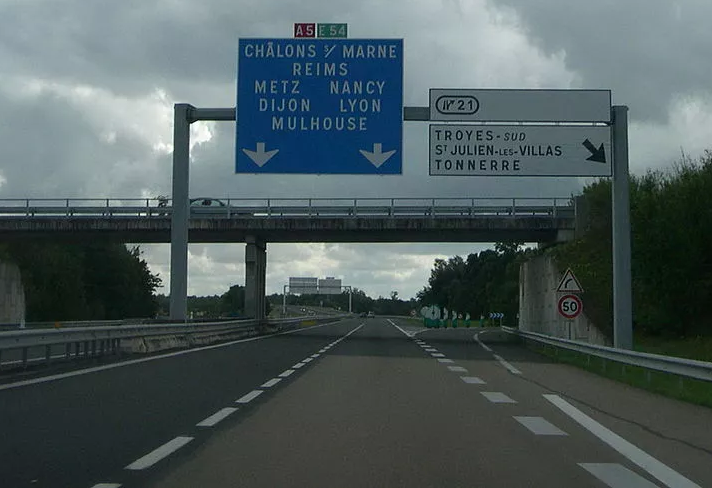 A5 E54
CHÂLONS S/ MARNE
REIMS
METZ NANCY
DIJON LYON
MULHOUSE
21
TROYES-SUD
ST JULIEN-LES-VILLAS
TONNERRE
50